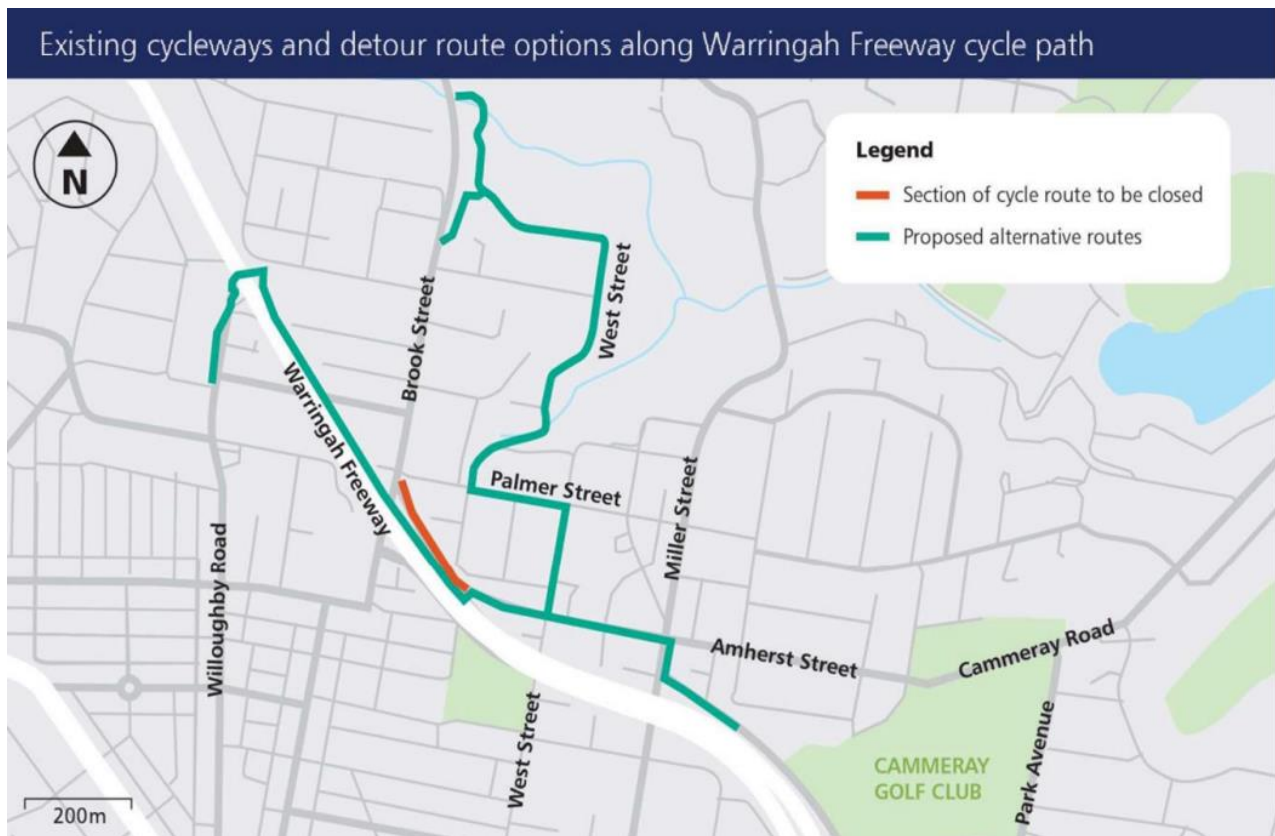 Existing cycleways and detour route options along Warringah Freeway cycle path
N
Legend
Section of cycle route to be closed
Proposed alternative routes
West Street
Brook Street
Warringah Freeway
Palmer Street
Miller Street
Willoughby Road
Amherst Street
Cammeray Road
West Street
CAMMERAY
GOLF CLUB
Park Avenue
200m